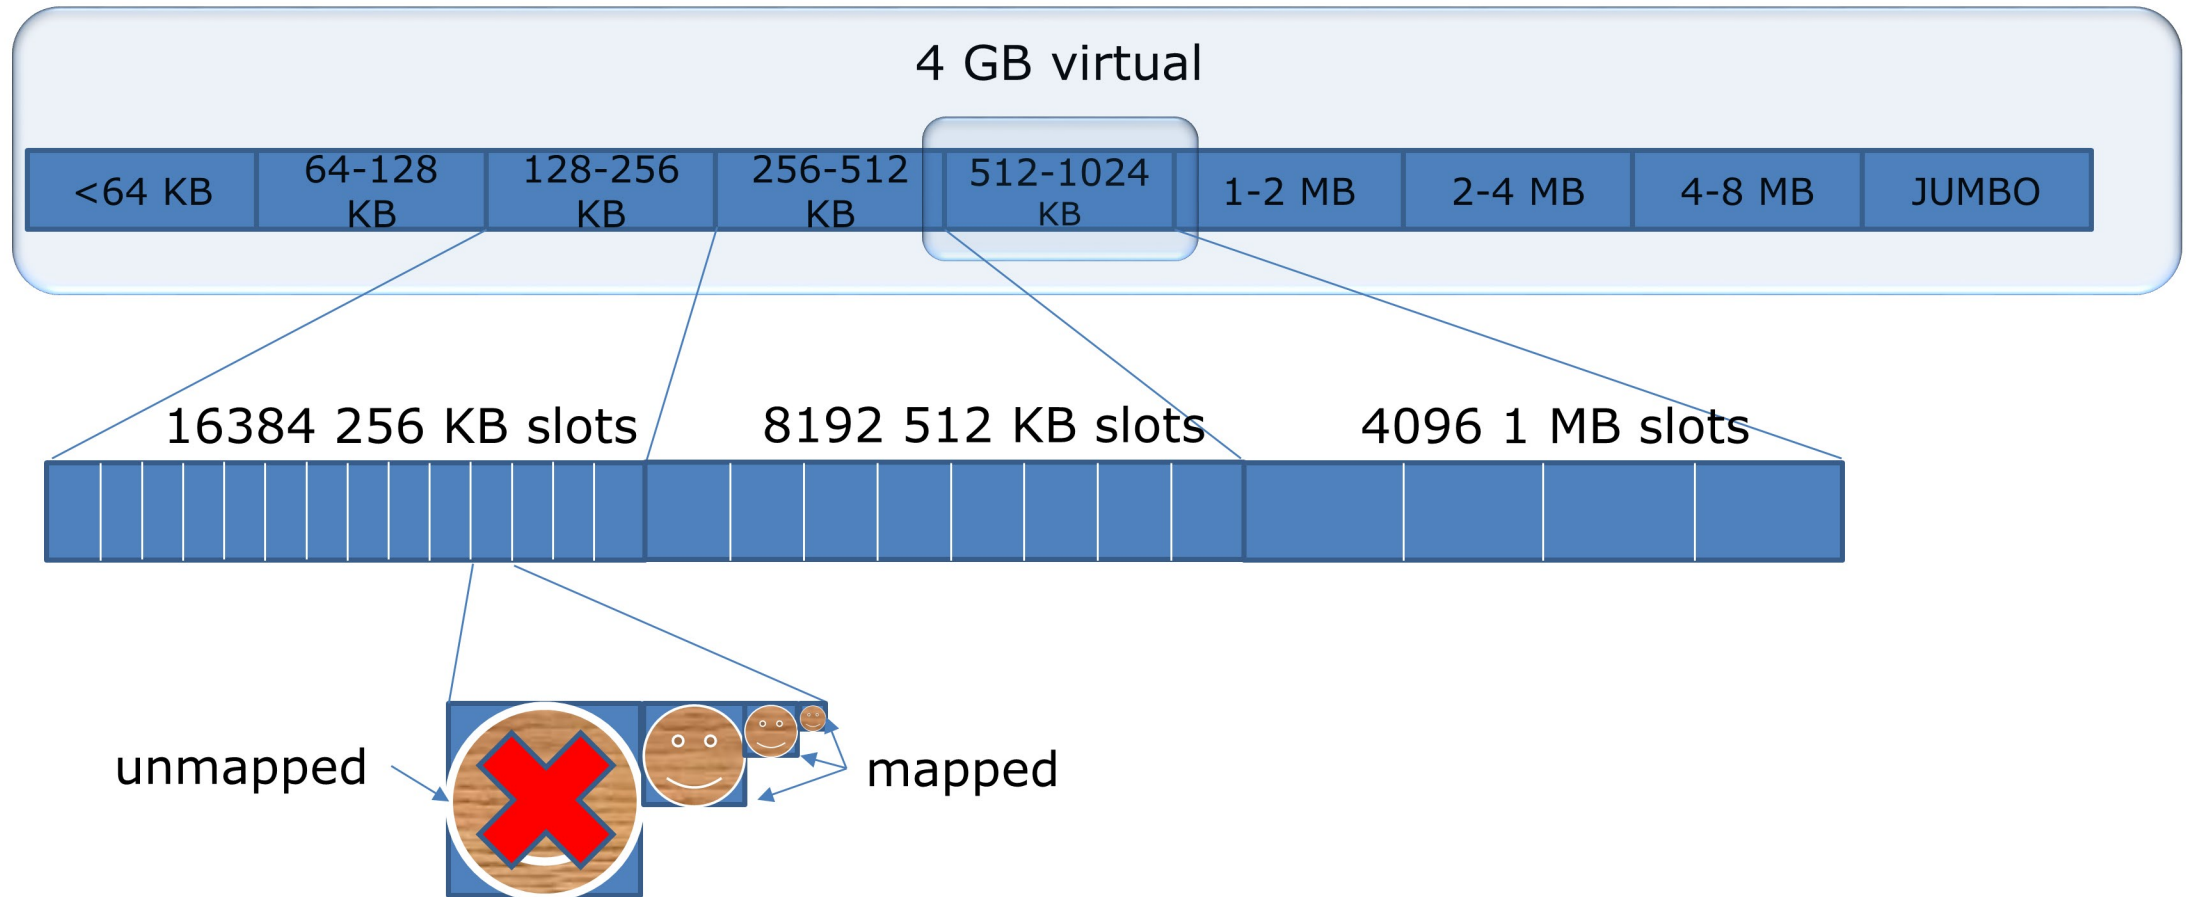 4 GB virtual
<64 KB
64-128
KB
128-256
KB
256-512
KB
512-1024
KB
1-2 MB
2-4 MB
4-8 MB
JUMBO
16384 256 KB slots
8192 512 KB slots
4096 1 MB slots
unmapped
mapped